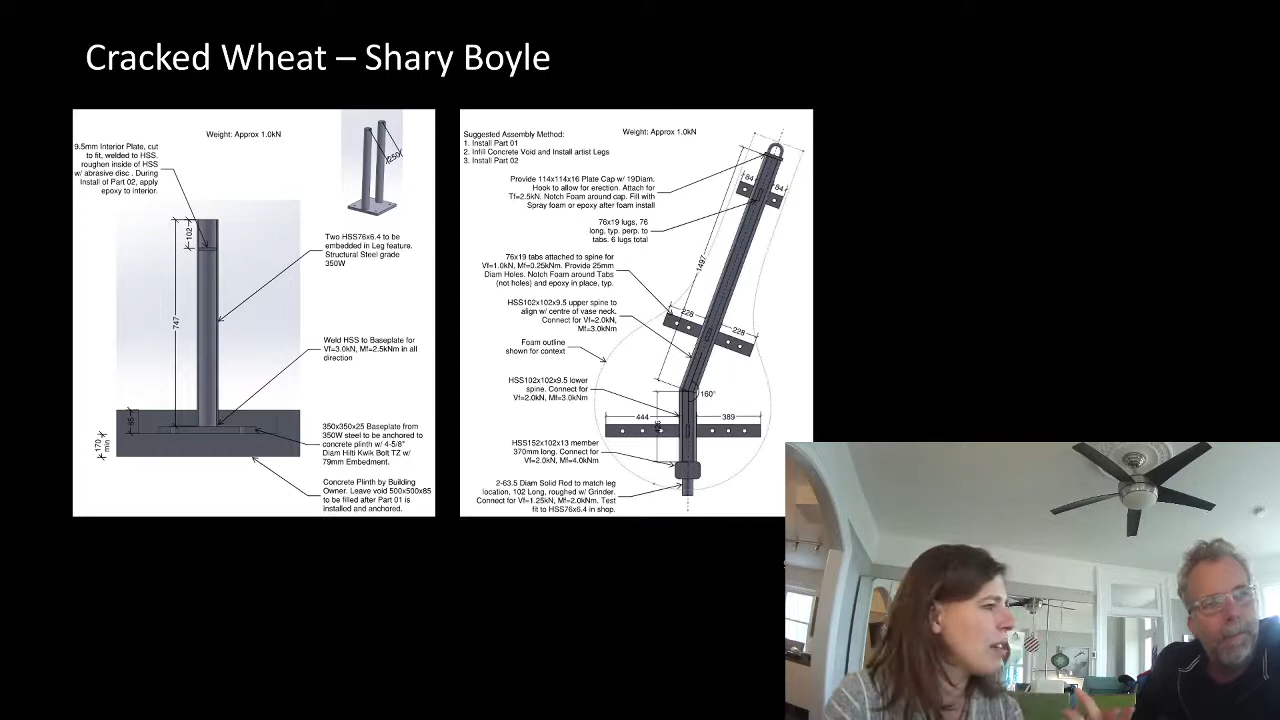 Cracked Wheat – Shary Boyle
Weight: Approx 1.0kN
9.5mm Interior Plate, cut
to fit, welded to HSS.
roughen inside of HSS
w/ abrasive disc . During
Install of Part 02, apply
epoxy to interior.
250
102
747
Two HSS76x6.4 to be
embedded in Leg feature.
Structural Steel grade
350W
Weld HSS to Baseplate for
Vf=3.0kN, Mf=2.5kNm in all
direction
85
170
min
350x350x25 Baseplate from
350W steel to be anchored to
concrete plinth w/ 4-5/8"
Diam Hilti Kwik Bolt TZ w/
79mm Embedment.
Concrete Plinth by Building
Owner. Leave void 500x500x85
to be filled after Part 01 is
installed and anchored.
Suggested Assembly Method:
1. Install Part 01
2. Infill Concrete Void and Install artist Legs
3. Install Part 02
Weight: Approx 1.0kN
Provide 114x114x16 Plate Cap w/ 19Diam.
Hook to allow for erection. Attach for
Tf=2.5kN. Notch Foam around cap. Fill with
Spray foam or epoxy after foam install
84
84
76x19 lugs, 76
long, typ. perp. to
tabs. 6 lugs total
1497
76x19 tabs attached to spine for
Vf=1.0kN, Mf=0.25kNm. Provide 25mm
Diam Holes. Notch Foam around Tabs
(not holes) and epoxy in place, typ.
228
228
HSS102x102x9.5 upper spine to
align w/ centre of vase neck.
Connect for Vf=2.0kN,
Mf=3.0kNm
Foam outline
shown for context
HSS102x102x9.5 lower
spine. Connect for
Vf=2.0kN, Mf=3.0kNm
160°
444
389
HSS152x102x13 member
370mm long. Connect for
Vf=2.0kN, Mf=4.0kNm
2-63.5 Diam Solid Rod to match leg
location, 102 Long, roughed w/ Grinder.
Connect for Vf=1.25kN, Mf=2.0kNm. Test
fit to HSS76x6.4 in shop.